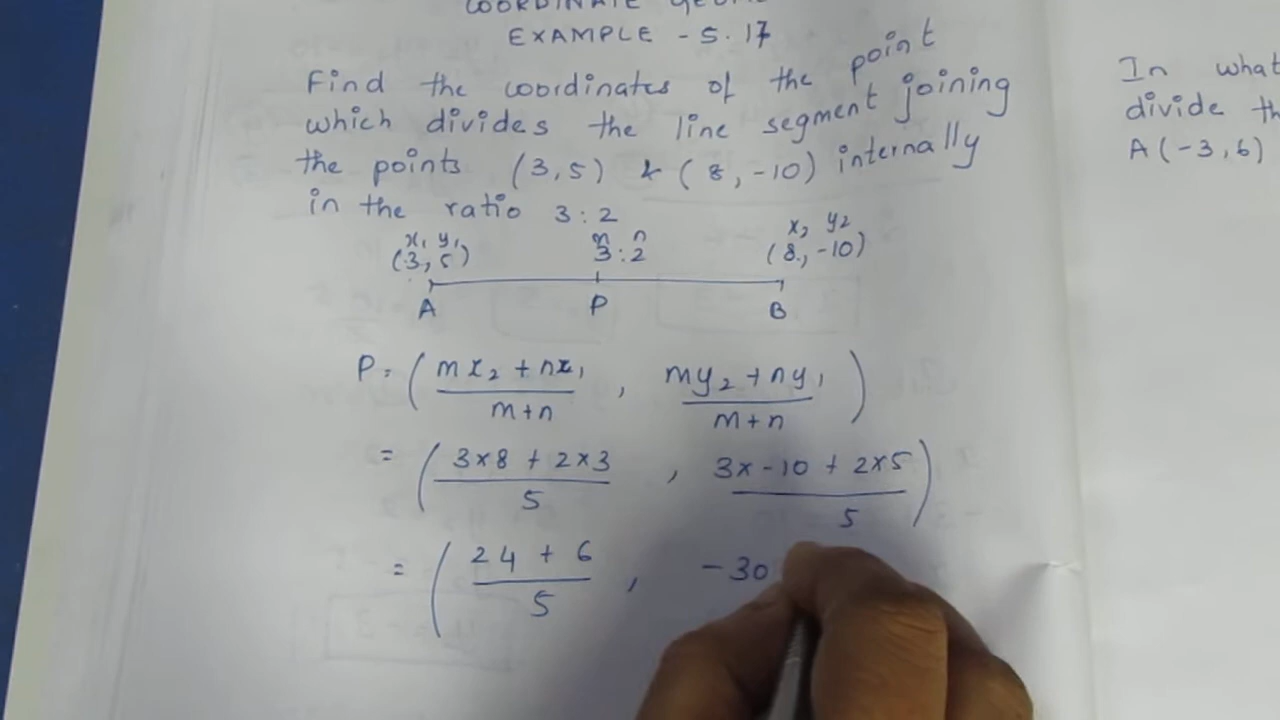 COORDINATE
EXAMPLE - 5.17
Find the coordinates of the point
which divides the line segment joining
the points (3,5) & (8,-10) internally
in the ratio 3:2
x₁ y₁ m n x₂ y₂
(3,5) 3:2 (8,-10)
A P B
P = ( mx₂ + nx₁ / m+n , my₂ + ny₁ / m+n )
= ( 3×8 + 2×3 / 5 , 3×-10 + 2×5 / 5 )
= ( 24 + 6 / 5 , -30
In what
divide th
A(-3,6)